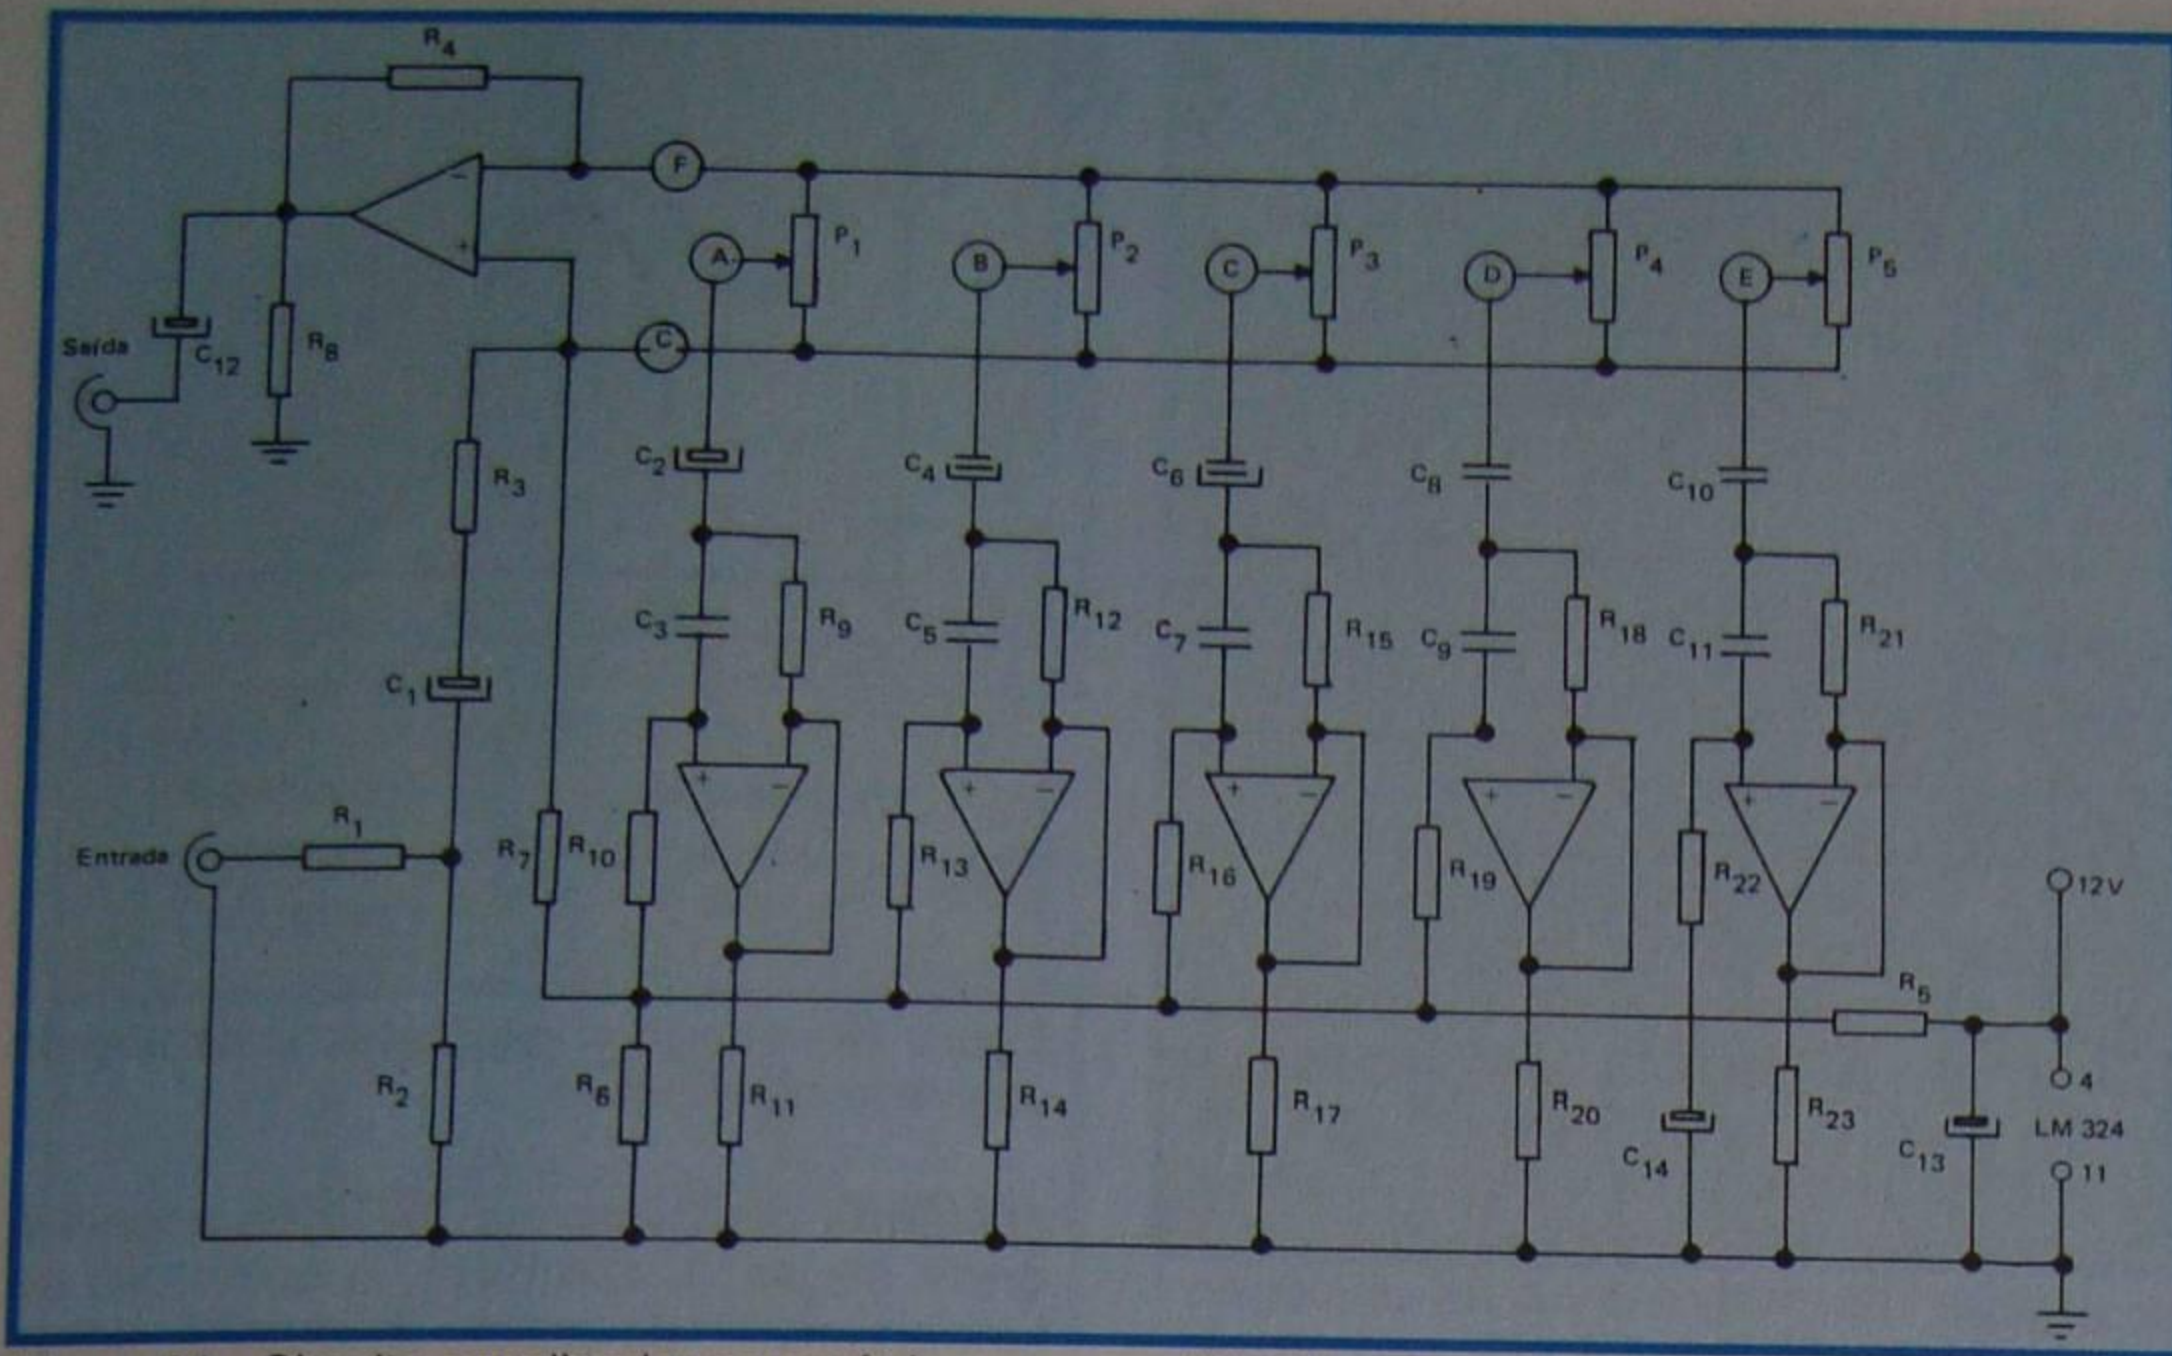 R4
F
A
P1
B
P2
C
P3
D
P4
E
P5
−
+
Saída
C12
R8
C
R3
C2
C4
C6
C8
C10
C3
R9
C5
R12
C7
R15
C9
R18
C11
R21
C1
+ −
+ −
+ −
+ −
+ −
Entrada
R1
R7
R10
R13
R16
R19
R22
12V
R5
R2
R6
R11
R14
R17
R20
C14
R23
C13
4
LM 324
11